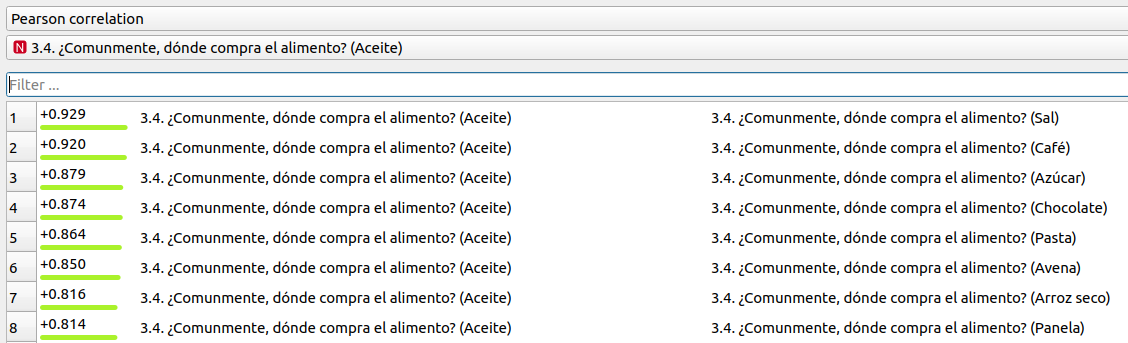 Pearson correlation
N 3.4. ¿Comunmente, dónde compra el alimento? (Aceite)
Filter ...
1 +0.929 3.4. ¿Comunmente, dónde compra el alimento? (Aceite) 3.4. ¿Comunmente, dónde compra el alimento? (Sal)
2 +0.920 3.4. ¿Comunmente, dónde compra el alimento? (Aceite) 3.4. ¿Comunmente, dónde compra el alimento? (Café)
3 +0.879 3.4. ¿Comunmente, dónde compra el alimento? (Aceite) 3.4. ¿Comunmente, dónde compra el alimento? (Azúcar)
4 +0.874 3.4. ¿Comunmente, dónde compra el alimento? (Aceite) 3.4. ¿Comunmente, dónde compra el alimento? (Chocolate)
5 +0.864 3.4. ¿Comunmente, dónde compra el alimento? (Aceite) 3.4. ¿Comunmente, dónde compra el alimento? (Pasta)
6 +0.850 3.4. ¿Comunmente, dónde compra el alimento? (Aceite) 3.4. ¿Comunmente, dónde compra el alimento? (Avena)
7 +0.816 3.4. ¿Comunmente, dónde compra el alimento? (Aceite) 3.4. ¿Comunmente, dónde compra el alimento? (Arroz seco)
8 +0.814 3.4. ¿Comunmente, dónde compra el alimento? (Aceite) 3.4. ¿Comunmente, dónde compra el alimento? (Panela)